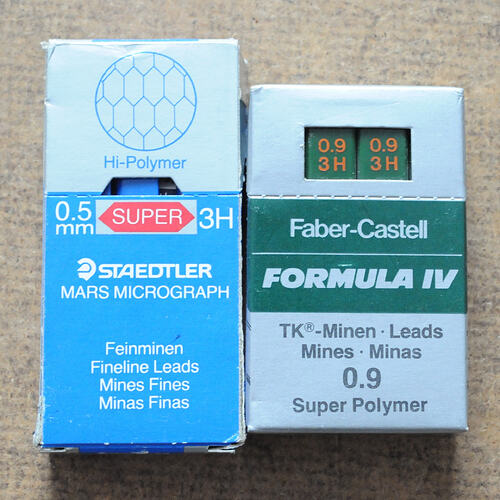 Hi-Polymer
0.5 mm SUPER 3H
STAEDTLER
MARS MICROGRAPH
Feinminen
Fineline Leads
Mines Fines
Minas Finas
0.9 0.9
3H 3H
Faber-Castell
FORMULA IV
TK®-Minen · Leads
Mines · Minas
0.9
Super Polymer